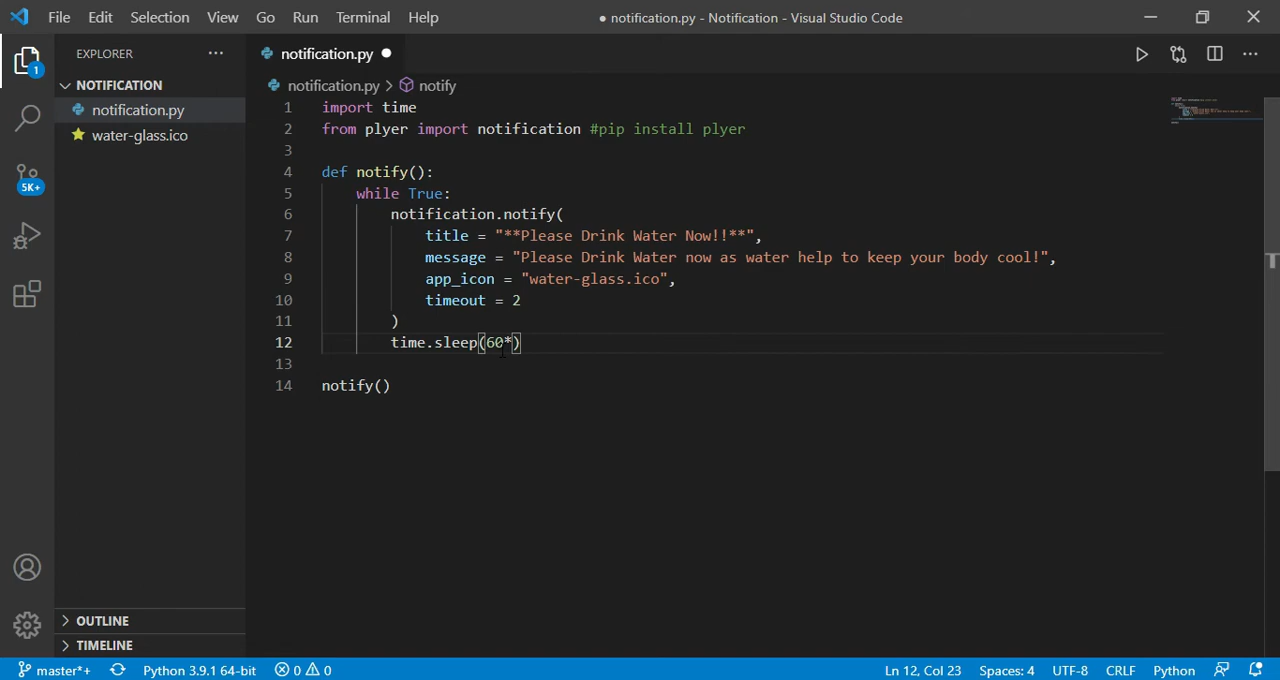 File Edit Selection View Go Run Terminal Help ● notification.py - Notification - Visual Studio Code
EXPLORER ··· notification.py ●
NOTIFICATION
notification.py
water-glass.ico
notification.py > notify
1 import time
2 from plyer import notification #pip install plyer
3
4 def notify():
5 while True:
6 notification.notify(
7 title = "**Please Drink Water Now!!**",
8 message = "Please Drink Water now as water help to keep your body cool!",
9 app_icon = "water-glass.ico",
10 timeout = 2
11 )
12 time.sleep(60*)
13
14 notify()
1
5K+
OUTLINE
TIMELINE
master*+ Python 3.9.1 64-bit 0 0 Ln 12, Col 23 Spaces: 4 UTF-8 CRLF Python